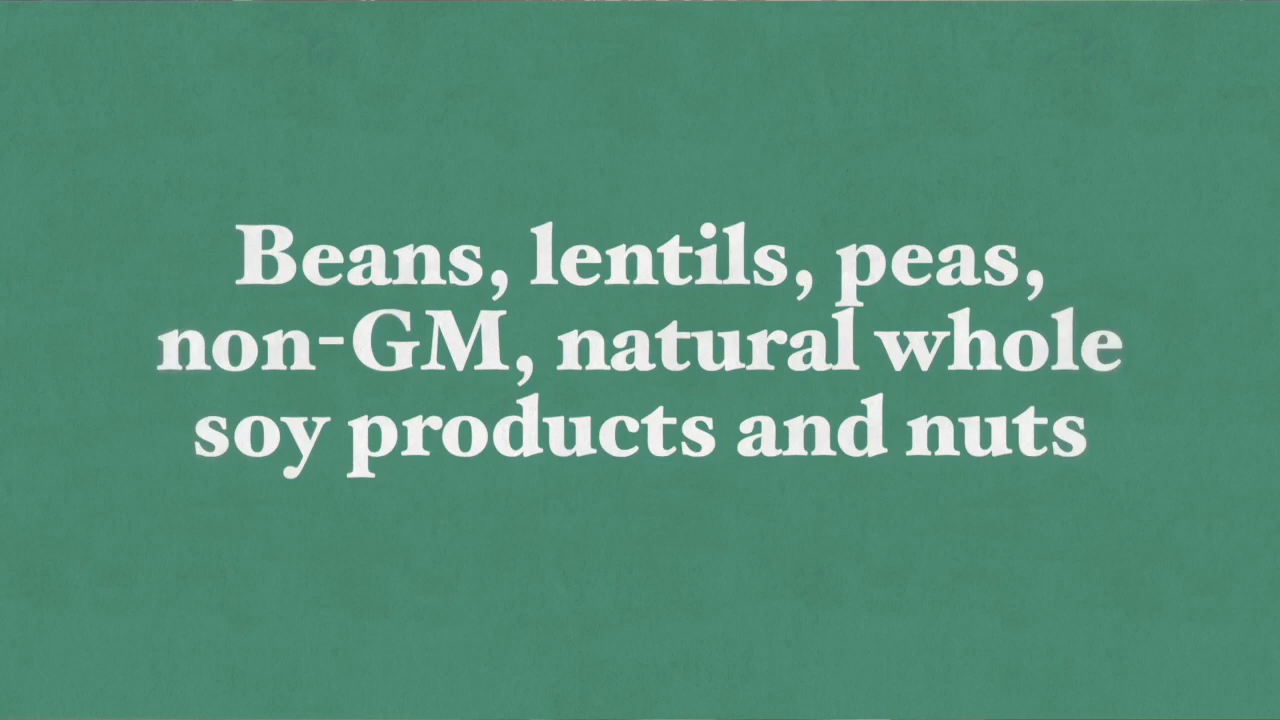 Beans, lentils, peas,
non-GM, natural whole
soy products and nuts